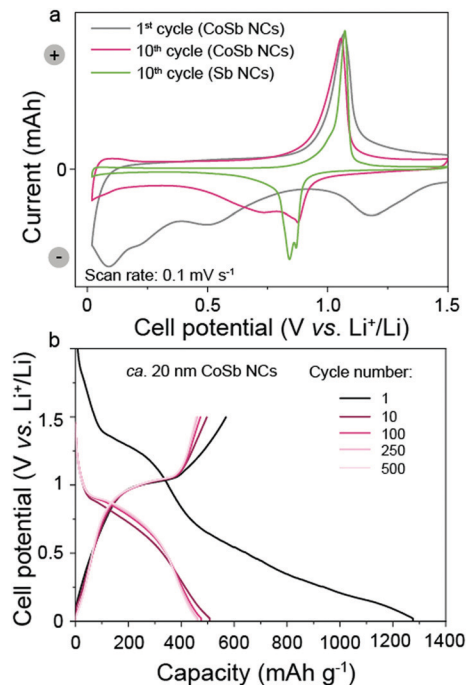 a
1st cycle (CoSb NCs)
10th cycle (CoSb NCs)
10th cycle (Sb NCs)
+
Current (mAh)
0
-
Scan rate: 0.1 mV s⁻¹
0 0.5 1.0 1.5
Cell potential (V vs. Li⁺/Li)
b
ca. 20 nm CoSb NCs
Cycle number:
1
10
100
250
500
Cell potential (V vs. Li⁺/Li)
1.5
1
0.5
0
0 200 400 600 800 1000 1200 1400
Capacity (mAh g⁻¹)